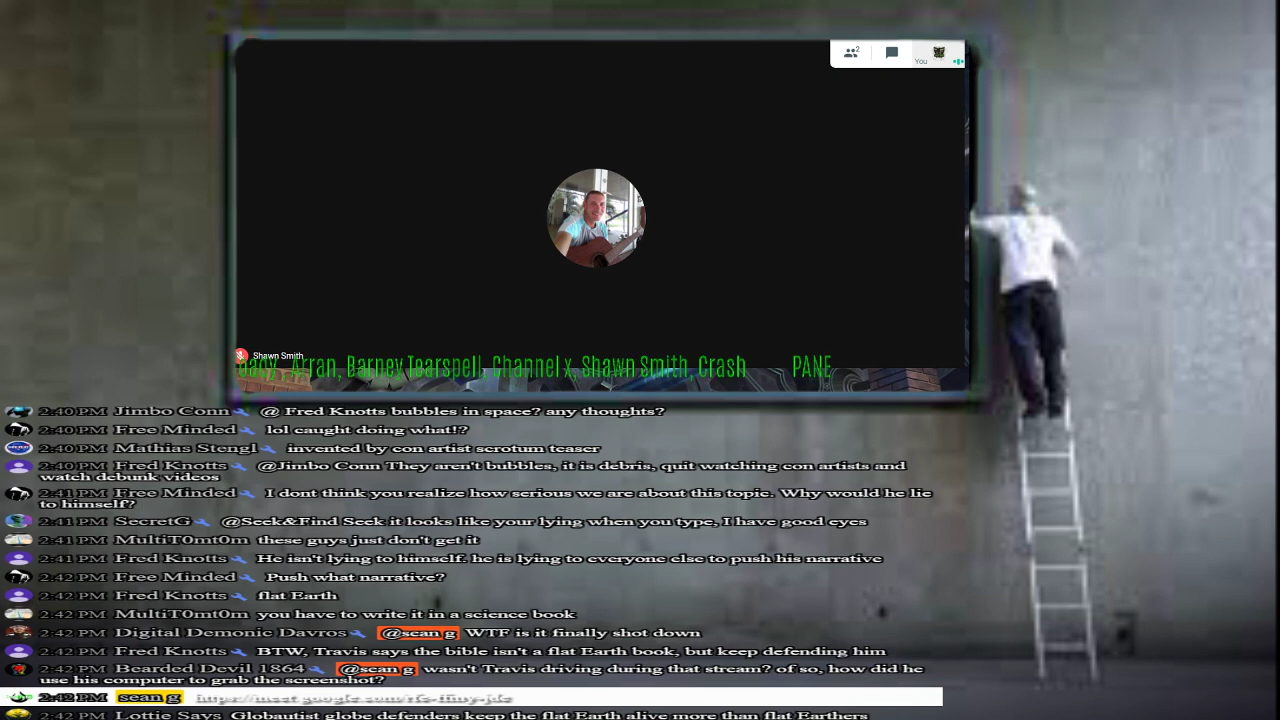 2
You
Shawn Smith
Arran, Barney Tearspell, Channel x, Shawn Smith, Crash PANE
2:40 PM Jimbo Conn @ Fred Knotts bubbles in space? any thoughts?
2:40 PM Free Minded lol caught doing what!?
2:40 PM Mathias Stengl invented by con artist scrotum teaser
2:40 PM Fred Knotts @Jimbo Conn They aren't bubbles, it is debris, quit watching con artists and
watch debunk videos
2:41 PM Free Minded I dont think you realize how serious we are about this topic. Why would he lie
to himself?
2:41 PM SecretG @Seek&Find Seek it looks like your lying when you type, I have good eyes
2:41 PM MultiT0mt0m these guys just don't get it
2:41 PM Fred Knotts He isn't lying to himself. he is lying to everyone else to push his narrative
2:42 PM Free Minded Push what narrative?
2:42 PM Fred Knotts flat Earth
2:42 PM MultiT0mt0m you have to write it in a science book
2:42 PM Digital Demonic Davros @sean g WTF is it finally shot down
2:42 PM Fred Knotts BTW, Travis says the bible isn't a flat Earth book, but keep defending him
2:42 PM Bearded Devil 1864 @sean g wasn't Travis driving during that stream? of so, how did he
use his computer to grab the screenshot?
2:42 PM sean g
2:42 PM Lottie Says Globautist globe defenders keep the flat Earth alive more than flat Earthers